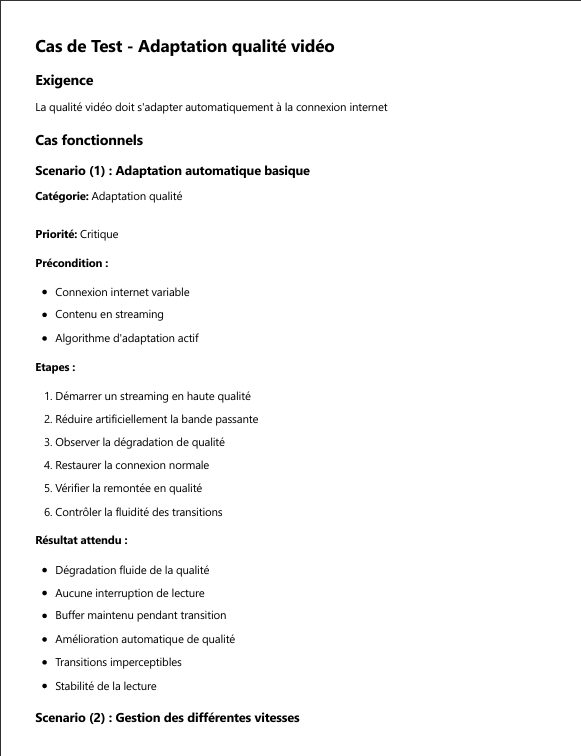 Cas de Test - Adaptation qualité vidéo
Exigence
La qualité vidéo doit s'adapter automatiquement à la connexion internet
Cas fonctionnels
Scenario (1) : Adaptation automatique basique
Catégorie: Adaptation qualité
Priorité: Critique
Précondition :
• Connexion internet variable
• Contenu en streaming
• Algorithme d'adaptation actif
Etapes :
1. Démarrer un streaming en haute qualité
2. Réduire artificiellement la bande passante
3. Observer la dégradation de qualité
4. Restaurer la connexion normale
5. Vérifier la remontée en qualité
6. Contrôler la fluidité des transitions
Résultat attendu :
• Dégradation fluide de la qualité
• Aucune interruption de lecture
• Buffer maintenu pendant transition
• Amélioration automatique de qualité
• Transitions imperceptibles
• Stabilité de la lecture
Scenario (2) : Gestion des différentes vitesses